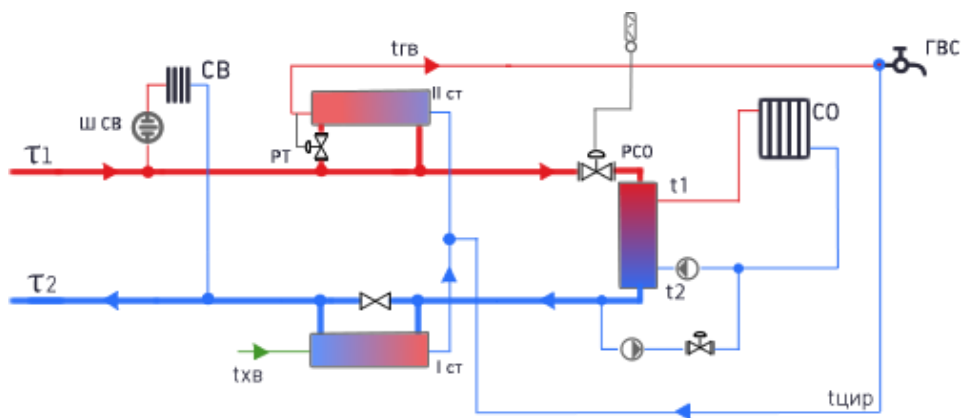 tгв
ГВС
СВ
II ст
СО
Ш СВ
РТ
РСО
τ1
t1
τ2
t2
tхв
I ст
tцир